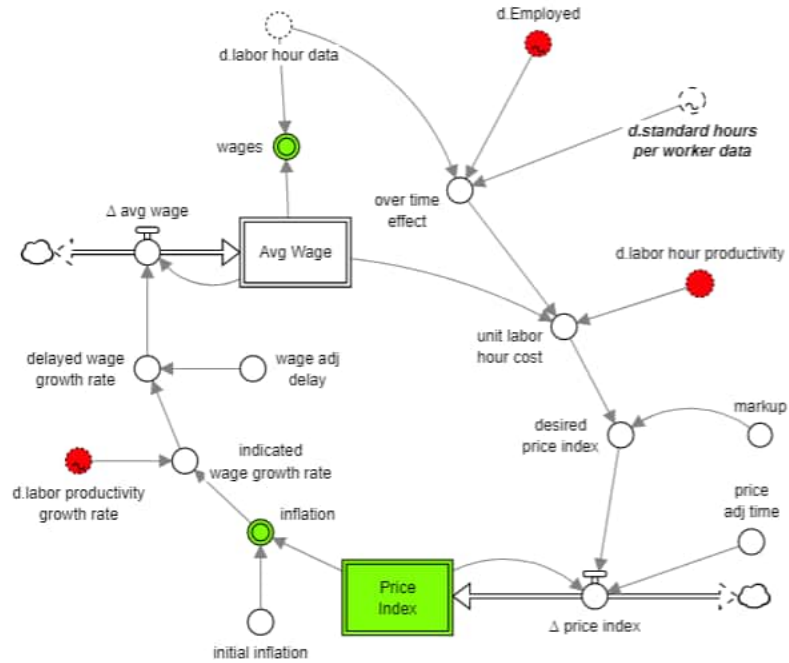 d.Employed
d.labor hour data
d.standard hours
per worker data
wages
over time
effect
Δ avg wage
Avg Wage
d.labor hour productivity
unit labor
hour cost
delayed wage
growth rate
wage adj
delay
markup
desired
price index
indicated
wage growth rate
d.labor productivity
growth rate
price
adj time
inflation
Price
Index
Δ price index
initial inflation